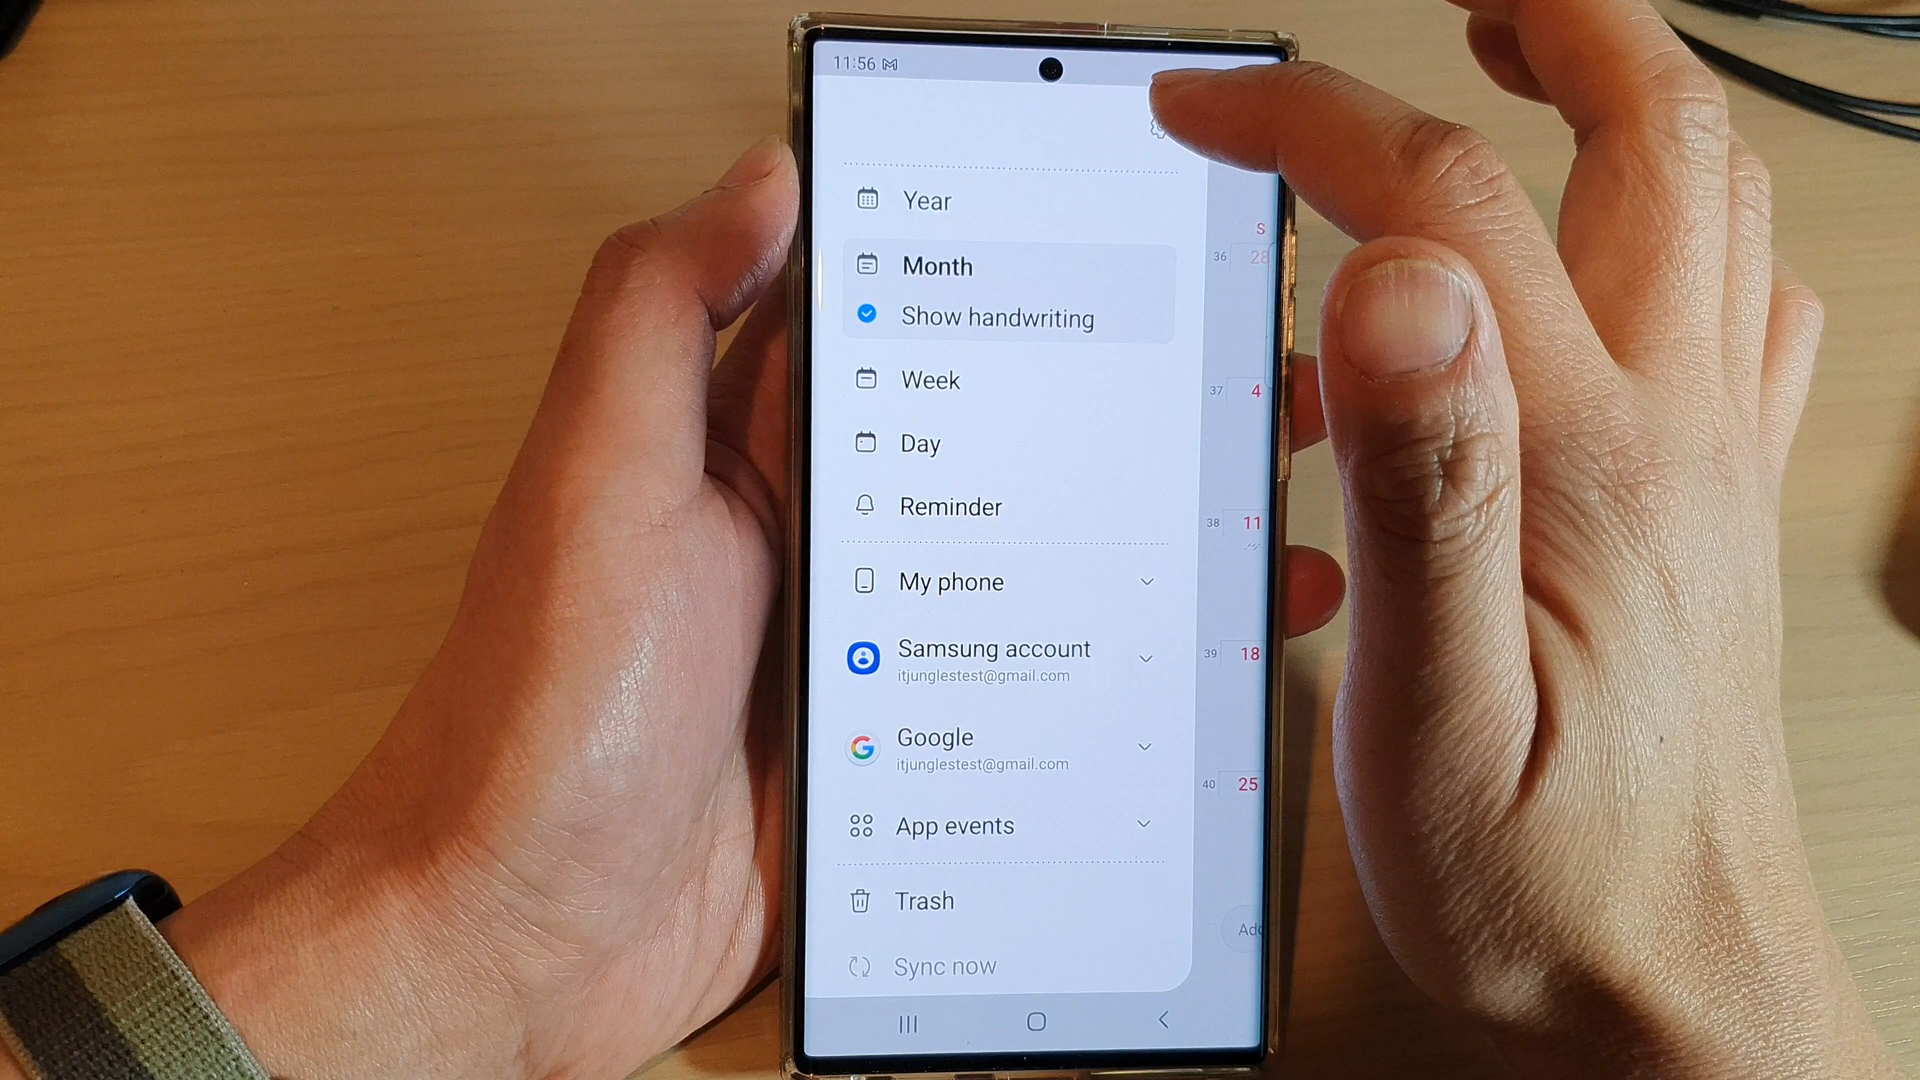 11:56
Year
Month
Show handwriting
Week
Day
Reminder
My phone
Samsung account
itjunglestest@gmail.com
Google
itjunglestest@gmail.com
App events
Trash
Sync now
S
36 28
37 4
38 11
39 18
40 25